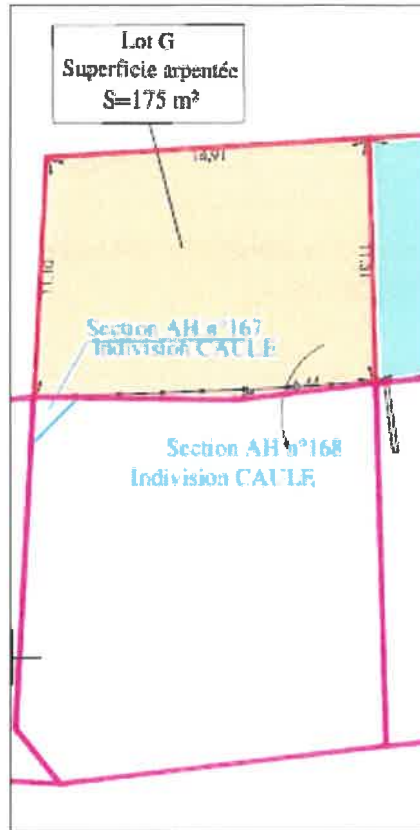 Lot G
Superficie arpentée
S=175 m²
Section AH n°167
Indivision CAULE
Section AH n°168
Indivision CAULE